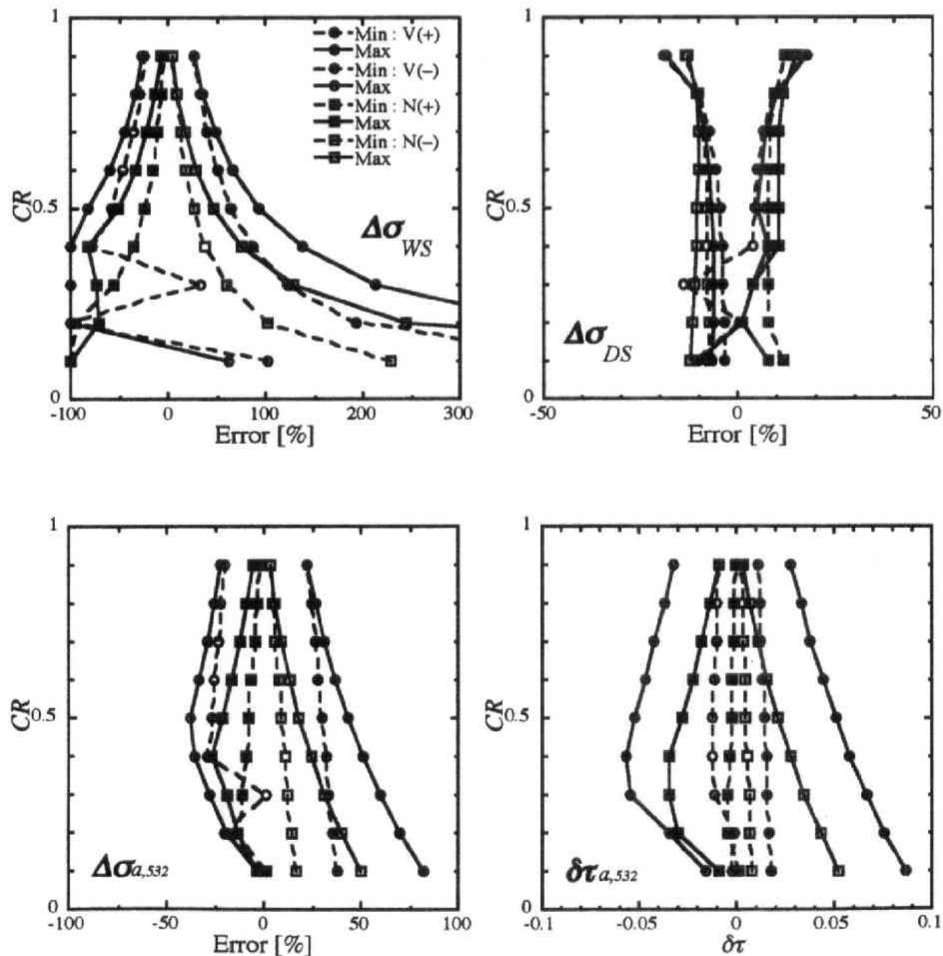 1
Min : V(+)
Max
Min : V(−)
Max
Min : N(+)
Max
Min : N(−)
Max
CR
0.5
Δσ WS
0
-100 0 100 200 300
Error [%]
1
CR
0.5
Δσ DS
0
-50 0 50
Error [%]
1
CR
0.5
Δσa,532
0
-100 -50 0 50 100
Error [%]
1
CR
0.5
δτa,532
0
-0.1 -0.05 0 0.05 0.1
δτ